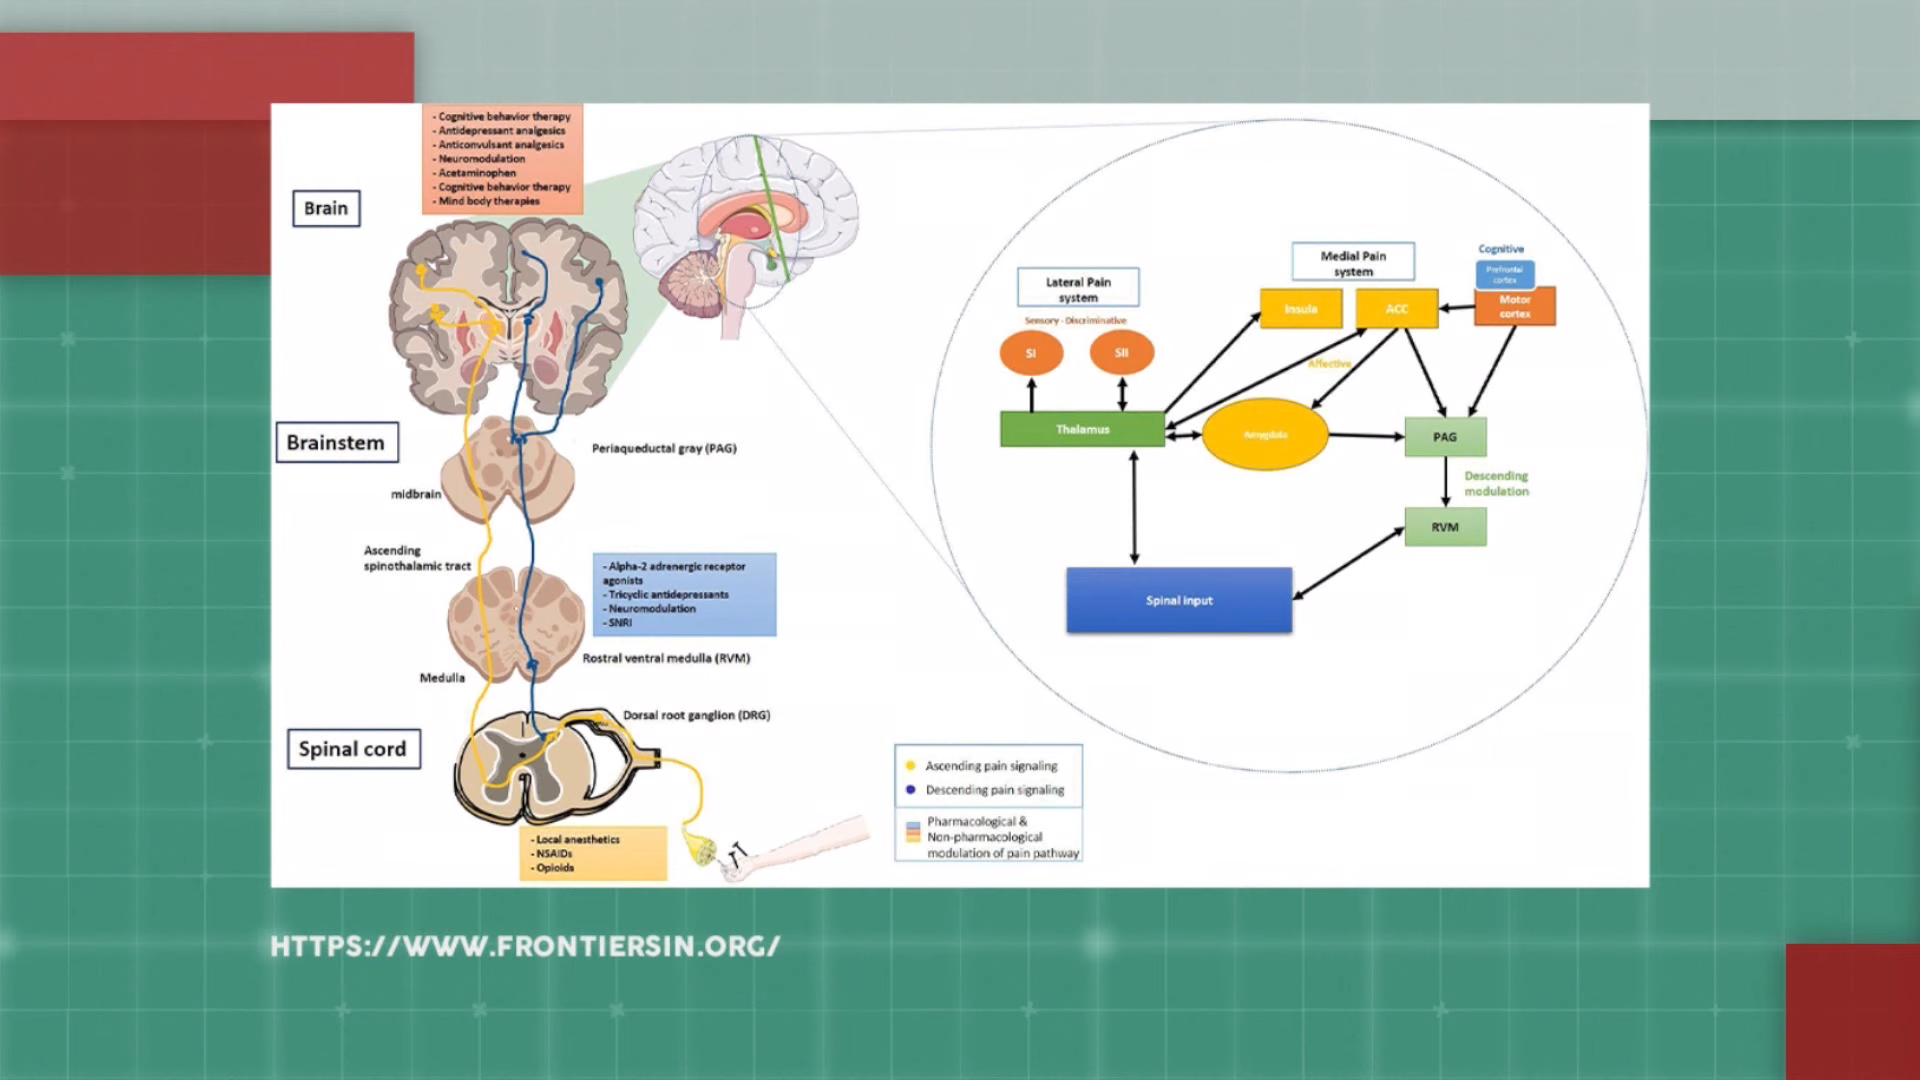 - Cognitive behavior therapy
- Antidepressant analgesics
- Anticonvulsant analgesics
- Neuromodulation
- Acetaminophen
- Cognitive behavior therapy
- Mind body therapies
Brain
Brainstem
Periaqueductal gray (PAG)
midbrain
Ascending
spinothalamic tract
- Alpha-2 adrenergic receptor
agonists
- Tricyclic antidepressants
- Neuromodulation
- SNRI
Rostral ventral medulla (RVM)
Medulla
Dorsal root ganglion (DRG)
Spinal cord
- Local anesthetics
- NSAIDs
- Opioids
Ascending pain signaling
Descending pain signaling
Pharmacological &
Non-pharmacological
modulation of pain pathway
Lateral Pain
system
Sensory - Discriminative
SI
SII
Thalamus
Medial Pain
system
Insula
ACC
Cognitive
Prefrontal
cortex
Motor
cortex
Affective
Amygdala
PAG
Descending
modulation
RVM
Spinal input
HTTPS://WWW.FRONTIERSIN.ORG/